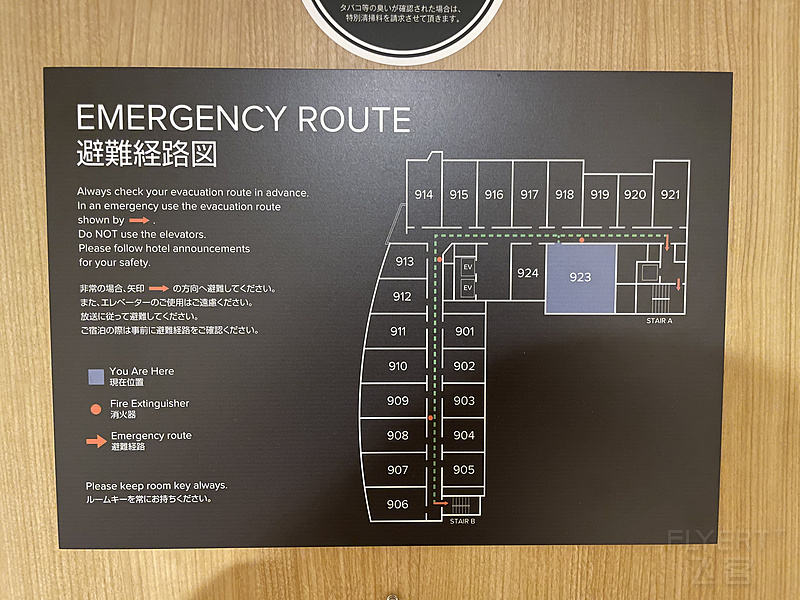 タバコ等の臭いが確認された場合は、
特別清掃料を請求させて頂きます。
EMERGENCY ROUTE
避難経路図
Always check your evacuation route in advance.
In an emergency use the evacuation route
shown by .
Do NOT use the elevators.
Please follow hotel announcements
for your safety.
非常の場合、矢印 の方向へ避難してください。
また、エレベーターのご使用はご遠慮ください。
放送に従って避難してください。
ご宿泊の際は事前に避難経路をご確認ください。
You Are Here
現在位置
Fire Extinguisher
消火器
Emergency route
避難経路
Please keep room key always.
ルームキーを常にお持ちください。
914 915 916 917 918 919 920 921
913 EV 924 923
EV
912
STAIR A
911 901
910 902
909 903
908 904
907 905
906
STAIR B
FLYERT